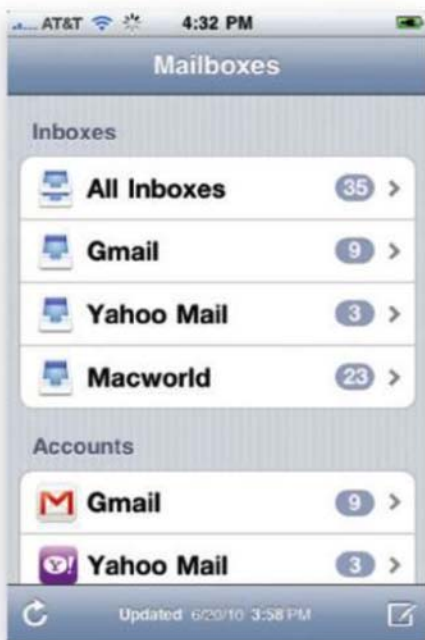 AT&T 4:32 PM
Mailboxes
Inboxes
All Inboxes 35
Gmail 9
Yahoo Mail 3
Macworld 23
Accounts
Gmail 9
Y! Yahoo Mail 3
Updated 6/20/10 3:58 PM